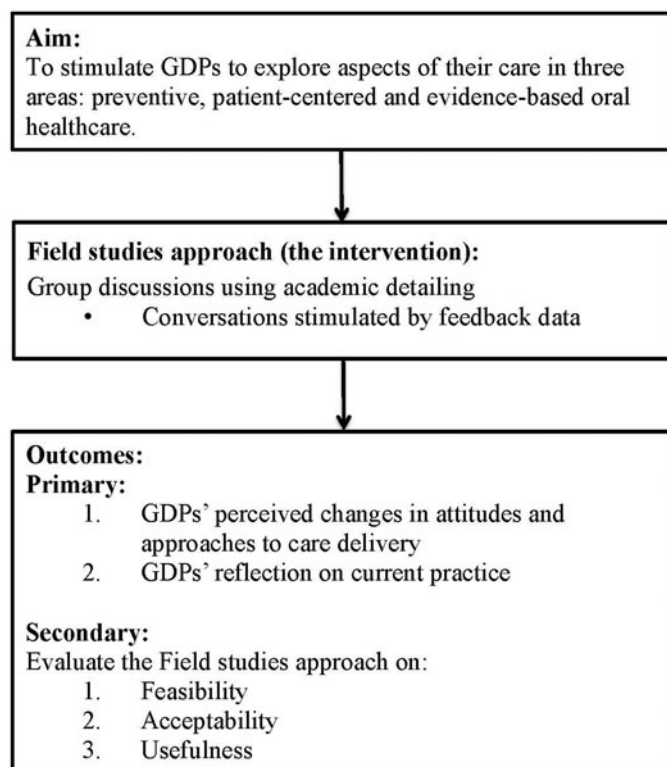 Aim:
To stimulate GDPs to explore aspects of their care in three
areas: preventive, patient-centered and evidence-based oral
healthcare.
Field studies approach (the intervention):
Group discussions using academic detailing
• Conversations stimulated by feedback data
Outcomes:
Primary:
1. GDPs' perceived changes in attitudes and
approaches to care delivery
2. GDPs' reflection on current practice
Secondary:
Evaluate the Field studies approach on:
1. Feasibility
2. Acceptability
3. Usefulness